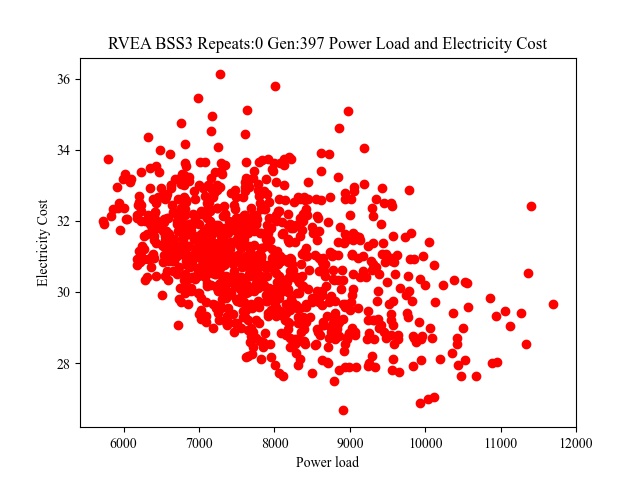 RVEA BSS3 Repeats:0 Gen:397 Power Load and Electricity Cost
36
34
32
30
28
Electricity Cost
6000 7000 8000 9000 10000 11000 12000
Power load